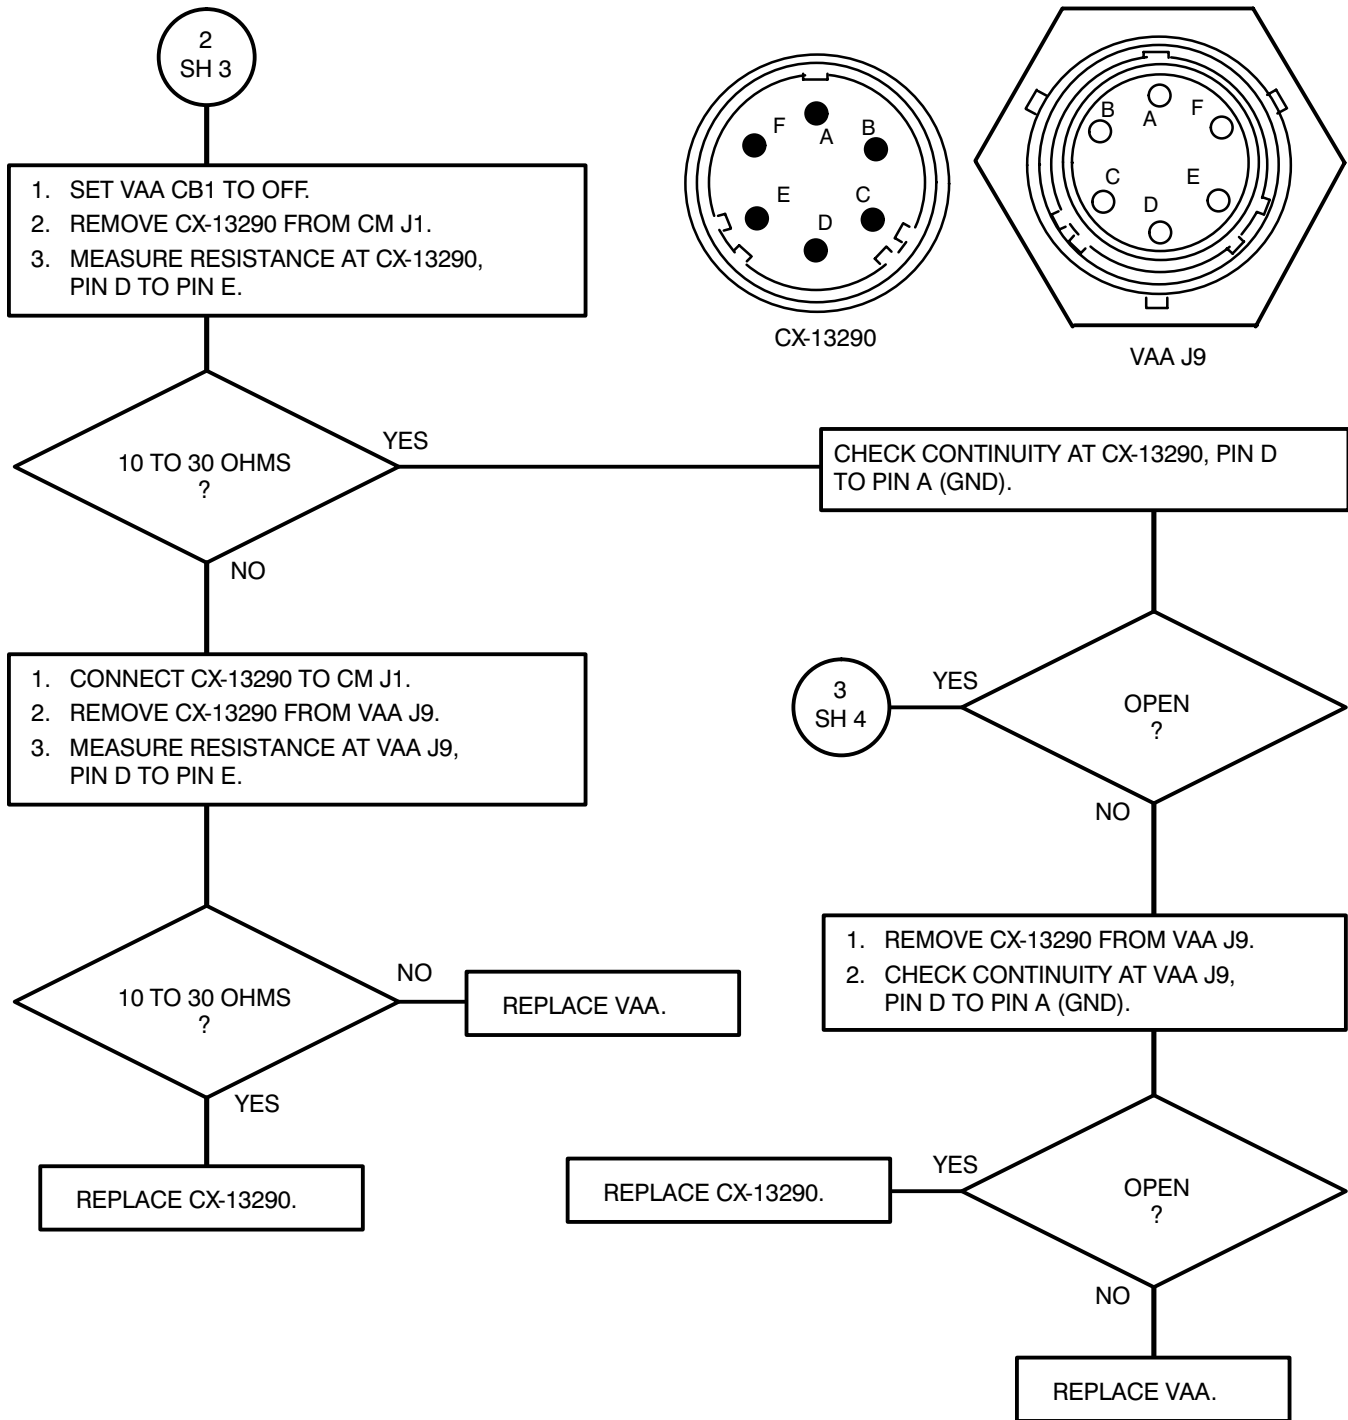 2
SH 3
1. SET VAA CB1 TO OFF.
2. REMOVE CX-13290 FROM CM J1.
3. MEASURE RESISTANCE AT CX-13290,
PIN D TO PIN E.
F
A
B
E
D
C
CX-13290
B
A
F
C
D
E
VAA J9
10 TO 30 OHMS
?
YES
NO
CHECK CONTINUITY AT CX-13290, PIN D
TO PIN A (GND).
1. CONNECT CX-13290 TO CM J1.
2. REMOVE CX-13290 FROM VAA J9.
3. MEASURE RESISTANCE AT VAA J9,
PIN D TO PIN E.
3
SH 4
YES
OPEN
?
NO
10 TO 30 OHMS
?
NO
REPLACE VAA.
YES
REPLACE CX-13290.
1. REMOVE CX-13290 FROM VAA J9.
2. CHECK CONTINUITY AT VAA J9,
PIN D TO PIN A (GND).
OPEN
?
YES
REPLACE CX-13290.
NO
REPLACE VAA.